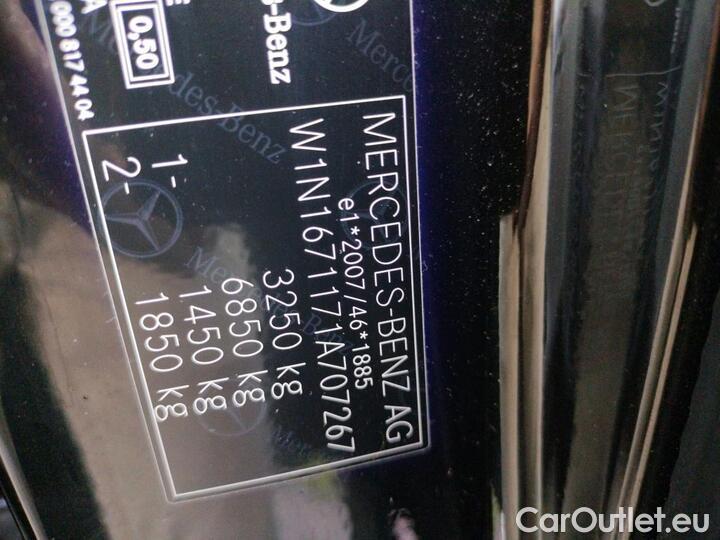 MERCEDES-BENZ AG
e1*2007/46*1885
W1N1671171A707267
3250 kg
6850 kg
1- 1450 kg
2- 1850 kg
0,50
000 817 44 04
CarOutlet.eu